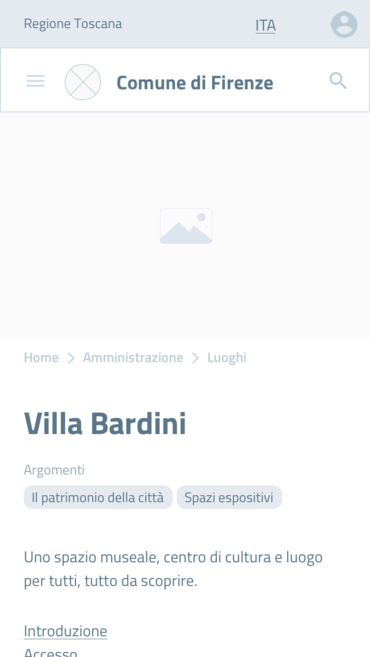 Regione Toscana
ITA
Comune di Firenze
Home > Amministrazione > Luoghi
Villa Bardini
Argomenti
Il patrimonio della città
Spazi espositivi
Uno spazio museale, centro di cultura e luogo
per tutti, tutto da scoprire.
Introduzione
Accesso